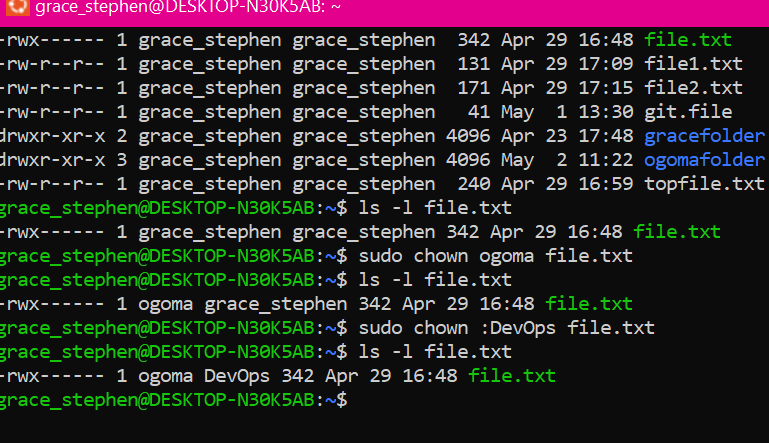 grace_stephen@DESKTOP-N30K5AB: ~
-rwx------ 1 grace_stephen grace_stephen  342 Apr 29 16:48 file.txt
-rw-r--r-- 1 grace_stephen grace_stephen  131 Apr 29 17:09 file1.txt
-rw-r--r-- 1 grace_stephen grace_stephen  171 Apr 29 17:15 file2.txt
-rw-r--r-- 1 grace_stephen grace_stephen   41 May  1 13:30 git.file
drwxr-xr-x 2 grace_stephen grace_stephen 4096 Apr 23 17:48 gracefolder
drwxr-xr-x 3 grace_stephen grace_stephen 4096 May  2 11:22 ogomafolder
-rw-r--r-- 1 grace_stephen grace_stephen  240 Apr 29 16:59 topfile.txt
grace_stephen@DESKTOP-N30K5AB:~$ ls -l file.txt
-rwx------ 1 grace_stephen grace_stephen 342 Apr 29 16:48 file.txt
grace_stephen@DESKTOP-N30K5AB:~$ sudo chown ogoma file.txt
grace_stephen@DESKTOP-N30K5AB:~$ ls -l file.txt
-rwx------ 1 ogoma grace_stephen 342 Apr 29 16:48 file.txt
grace_stephen@DESKTOP-N30K5AB:~$ sudo chown :DevOps file.txt
grace_stephen@DESKTOP-N30K5AB:~$ ls -l file.txt
-rwx------ 1 ogoma DevOps 342 Apr 29 16:48 file.txt
grace_stephen@DESKTOP-N30K5AB:~$